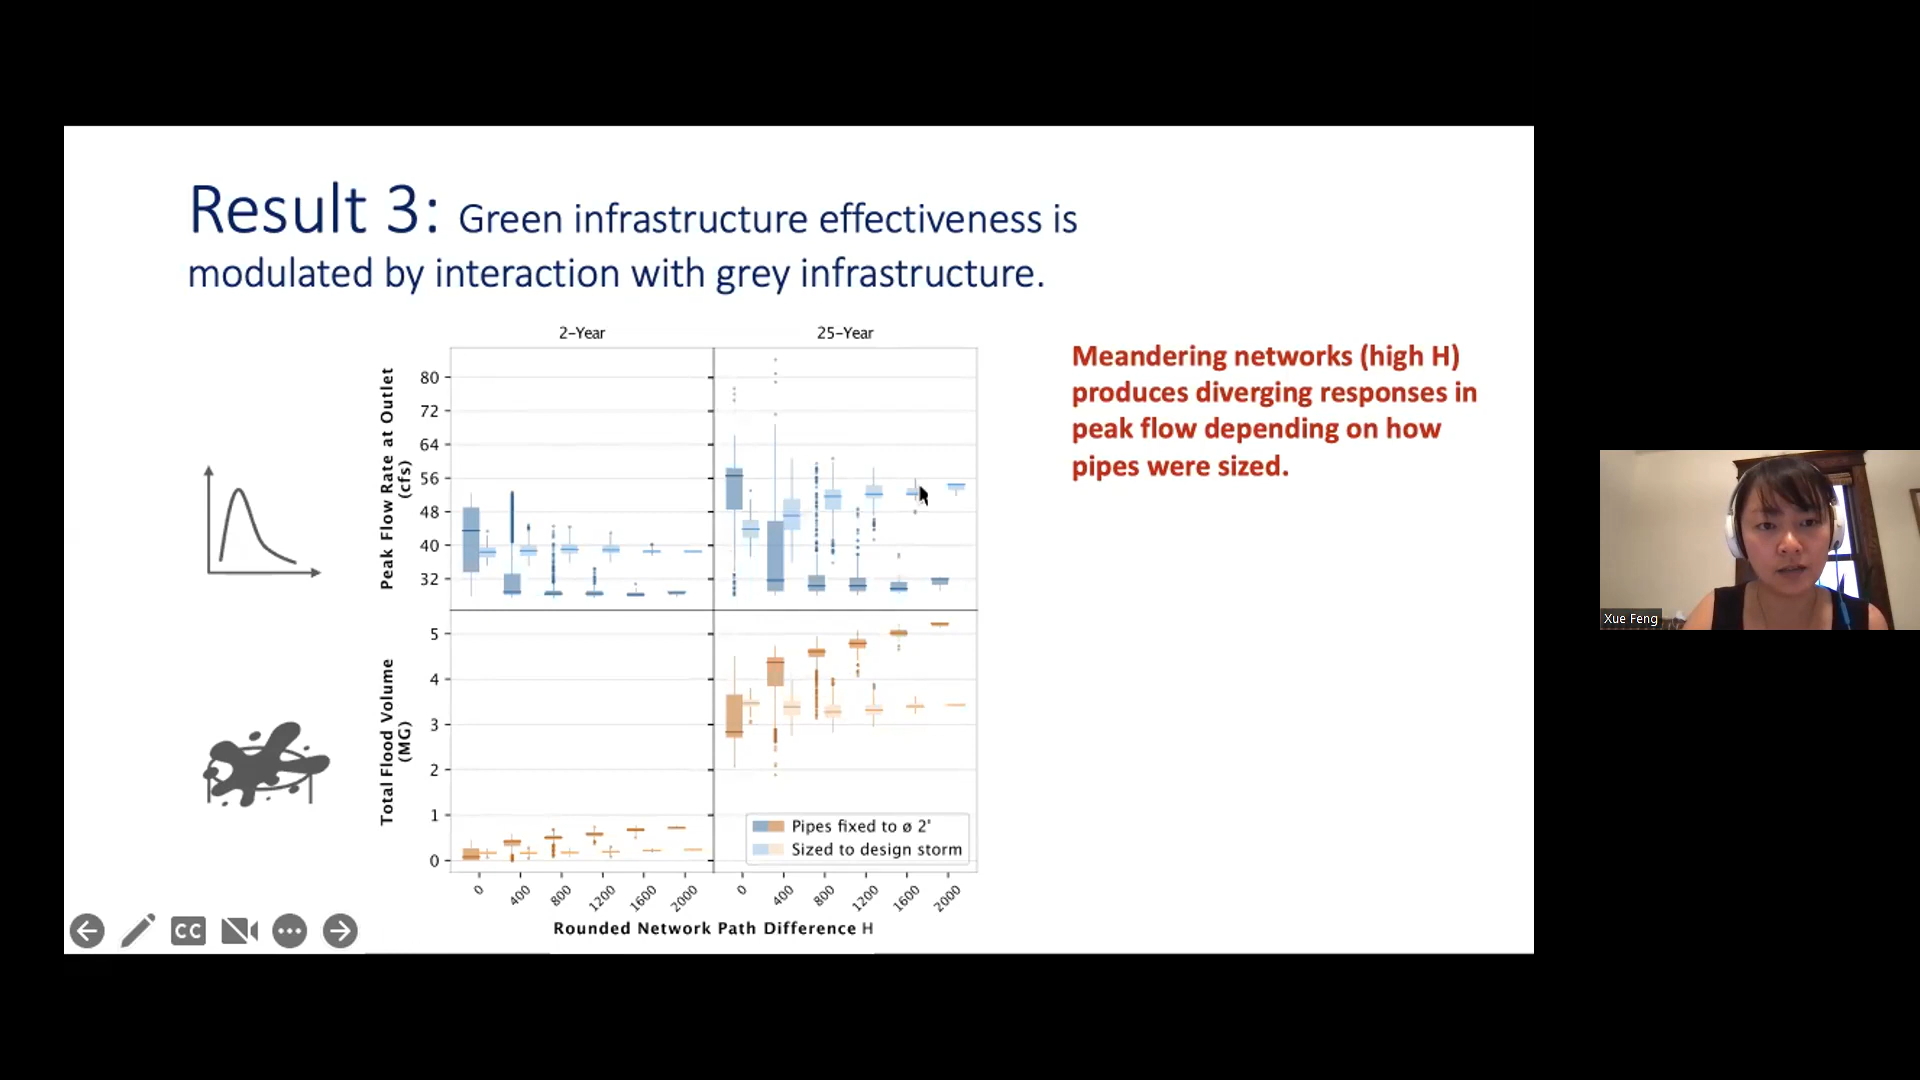 Result 3: Green infrastructure effectiveness is
modulated by interaction with grey infrastructure.
2-Year
25-Year
Peak Flow Rate at Outlet
(cfs)
80
72
64
56
48
40
32
Total Flood Volume
(MG)
5
4
3
2
1
0
Pipes fixed to ø 2'
Sized to design storm
0
400
800
1200
1600
2000
0
400
800
1200
1600
2000
Rounded Network Path Difference H
Meandering networks (high H)
produces diverging responses in
peak flow depending on how
pipes were sized.
CC
Xue Feng